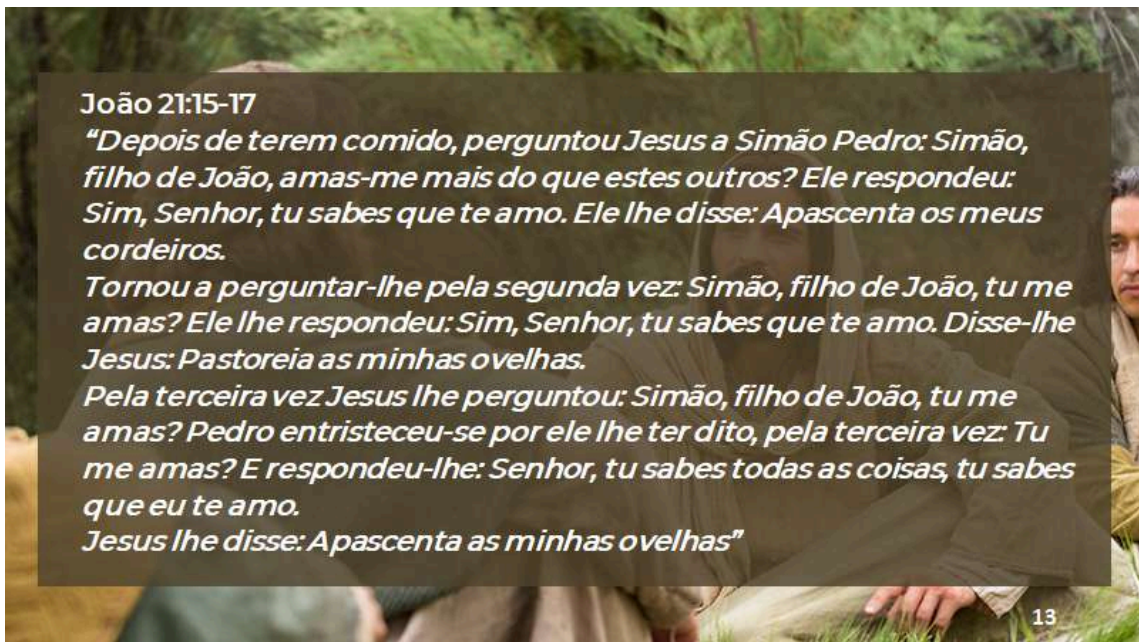 João 21:15-17
“Depois de terem comido, perguntou Jesus a Simão Pedro: Simão,
filho de João, amas-me mais do que estes outros? Ele respondeu:
Sim, Senhor, tu sabes que te amo. Ele lhe disse: Apascenta os meus
cordeiros.
Tornou a perguntar-lhe pela segunda vez: Simão, filho de João, tu me
amas? Ele lhe respondeu: Sim, Senhor, tu sabes que te amo. Disse-lhe
Jesus: Pastoreia as minhas ovelhas.
Pela terceira vez Jesus lhe perguntou: Simão, filho de João, tu me
amas? Pedro entristeceu-se por ele lhe ter dito, pela terceira vez: Tu
me amas? E respondeu-lhe: Senhor, tu sabes todas as coisas, tu sabes
que eu te amo.
Jesus lhe disse: Apascenta as minhas ovelhas”
13